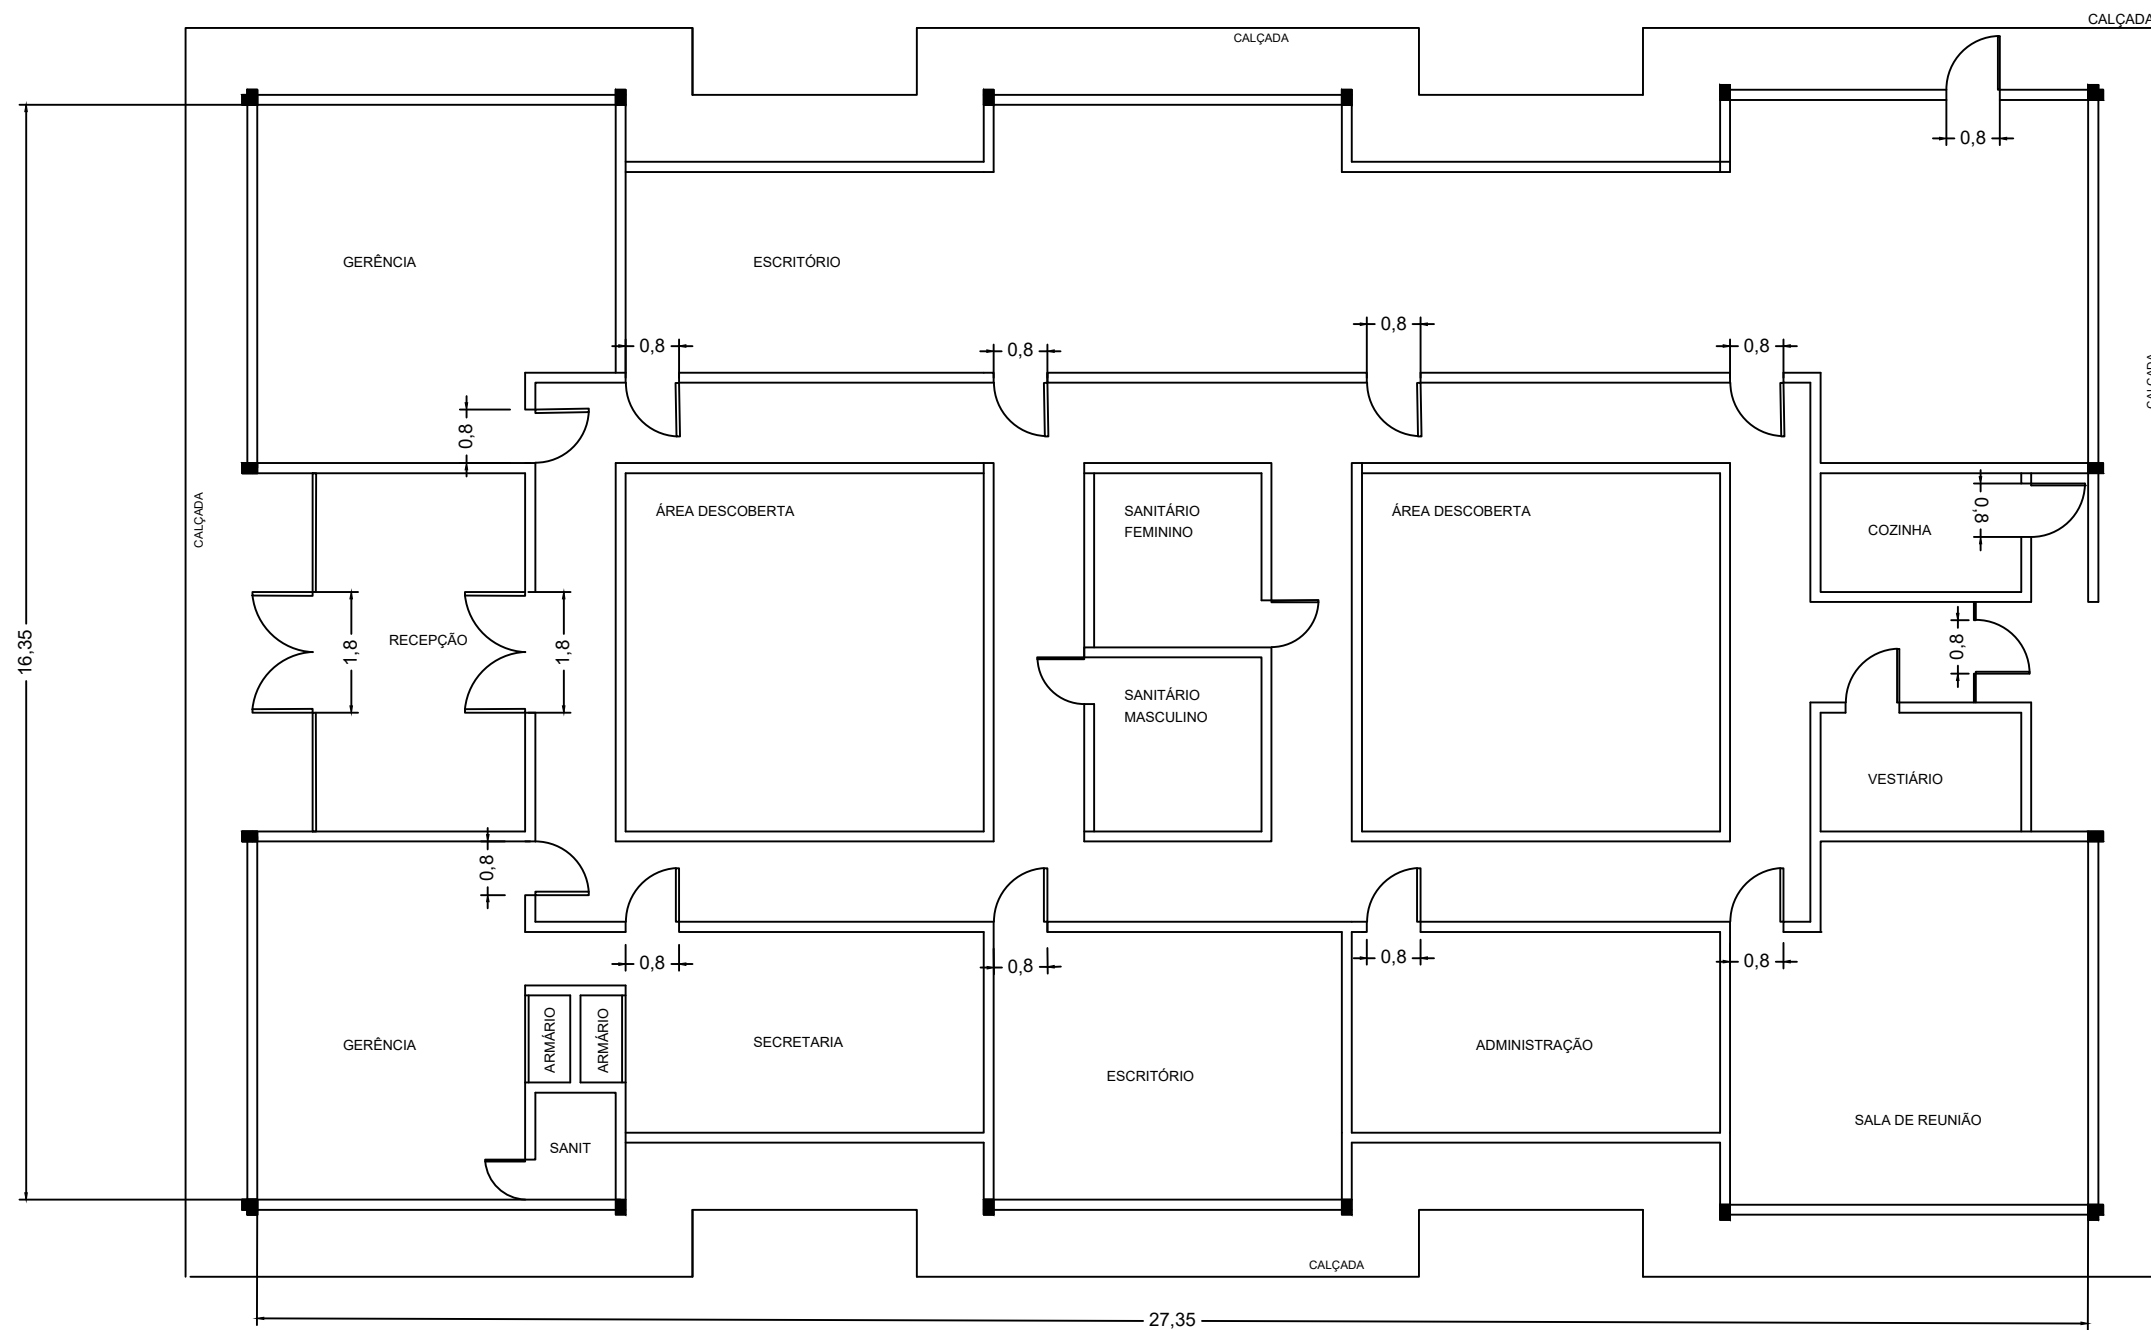 CALÇADA
CALÇADA
0,8
GERÊNCIA
ESCRITÓRIO
0,8
0,8
0,8
0,8
CALÇADA
0,8
CALÇADA
ÁREA DESCOBERTA
SANITÁRIO
FEMININO
ÁREA DESCOBERTA
COZINHA
0,8
16,35
RECEPÇÃO
1,8
1,8
0,8
SANITÁRIO
MASCULINO
VESTIÁRIO
0,8
0,8
0,8
0,8
0,8
GERÊNCIA
ARMÁRIO
ARMÁRIO
SECRETARIA
ESCRITÓRIO
ADMINISTRAÇÃO
SALA DE REUNIÃO
SANIT
CALÇADA
27,35